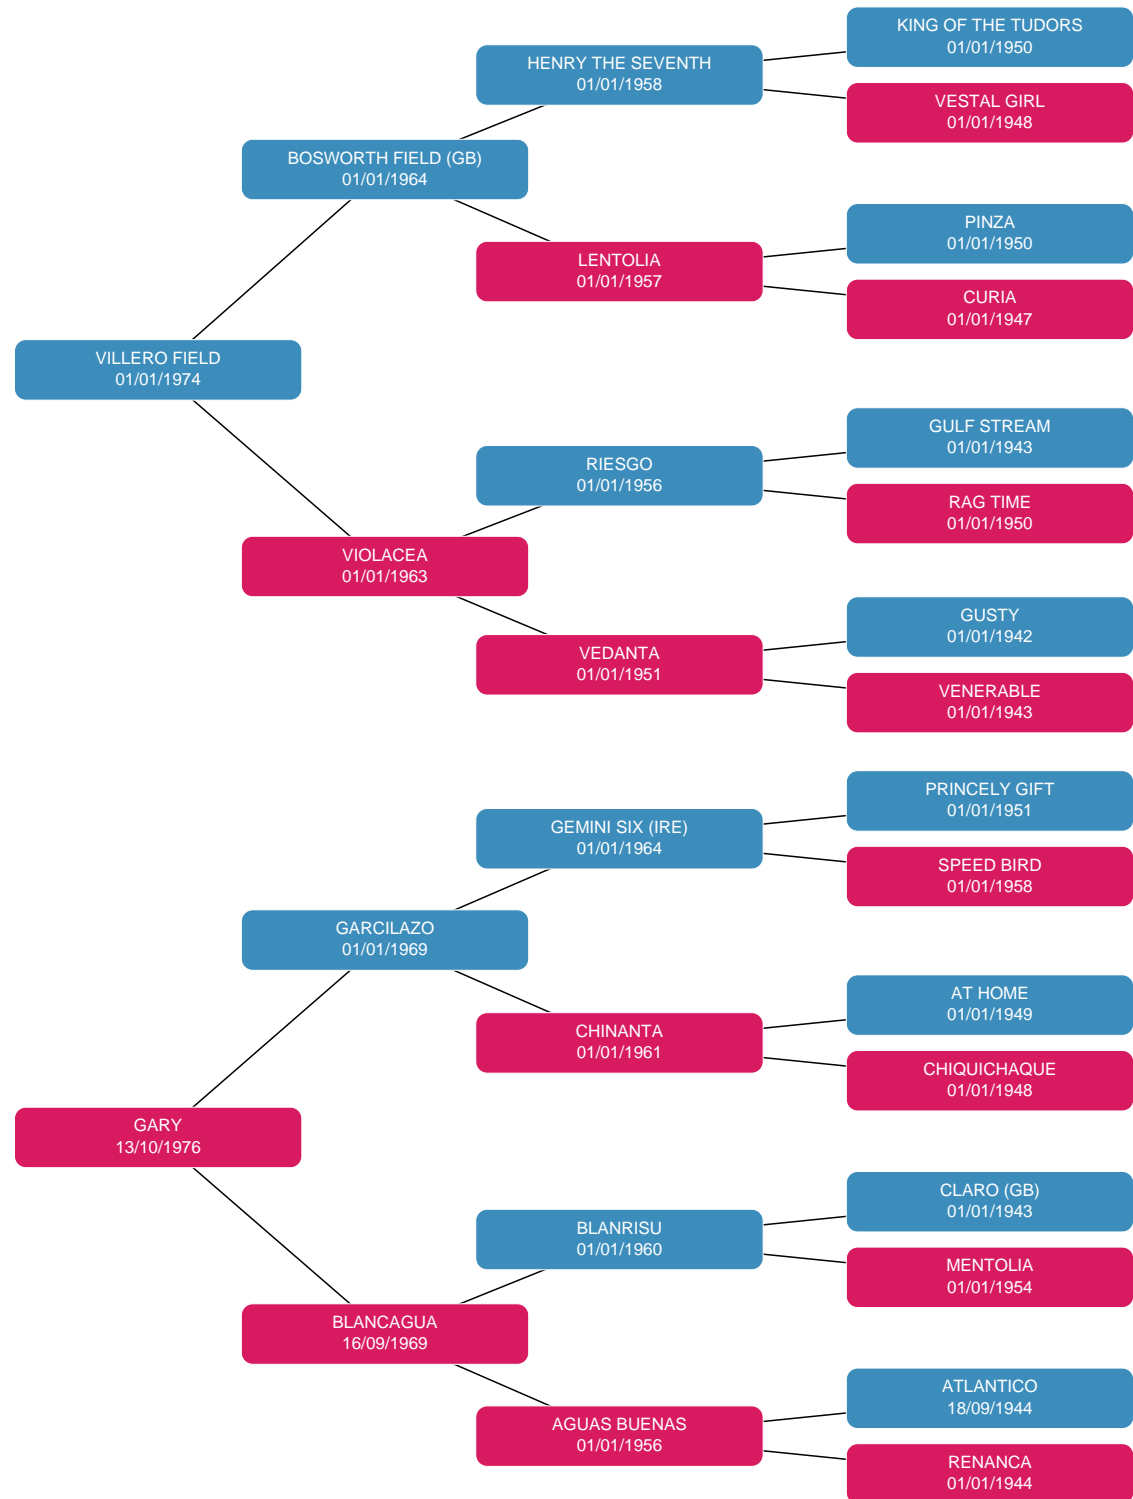 KING OF THE TUDORS
01/01/1950
HENRY THE SEVENTH
01/01/1958
VESTAL GIRL
01/01/1948
BOSWORTH FIELD (GB)
01/01/1964
PINZA
01/01/1950
LENTOLIA
01/01/1957
CURIA
01/01/1947
VILLERO FIELD
01/01/1974
GULF STREAM
01/01/1943
RIESGO
01/01/1956
RAG TIME
01/01/1950
VIOLACEA
01/01/1963
GUSTY
01/01/1942
VEDANTA
01/01/1951
VENERABLE
01/01/1943
PRINCELY GIFT
01/01/1951
GEMINI SIX (IRE)
01/01/1964
SPEED BIRD
01/01/1958
GARCILAZO
01/01/1969
AT HOME
01/01/1949
CHINANTA
01/01/1961
CHIQUICHAQUE
01/01/1948
GARY
13/10/1976
CLARO (GB)
01/01/1943
BLANRISU
01/01/1960
MENTOLIA
01/01/1954
BLANCAGUA
16/09/1969
ATLANTICO
18/09/1944
AGUAS BUENAS
01/01/1956
RENANCA
01/01/1944